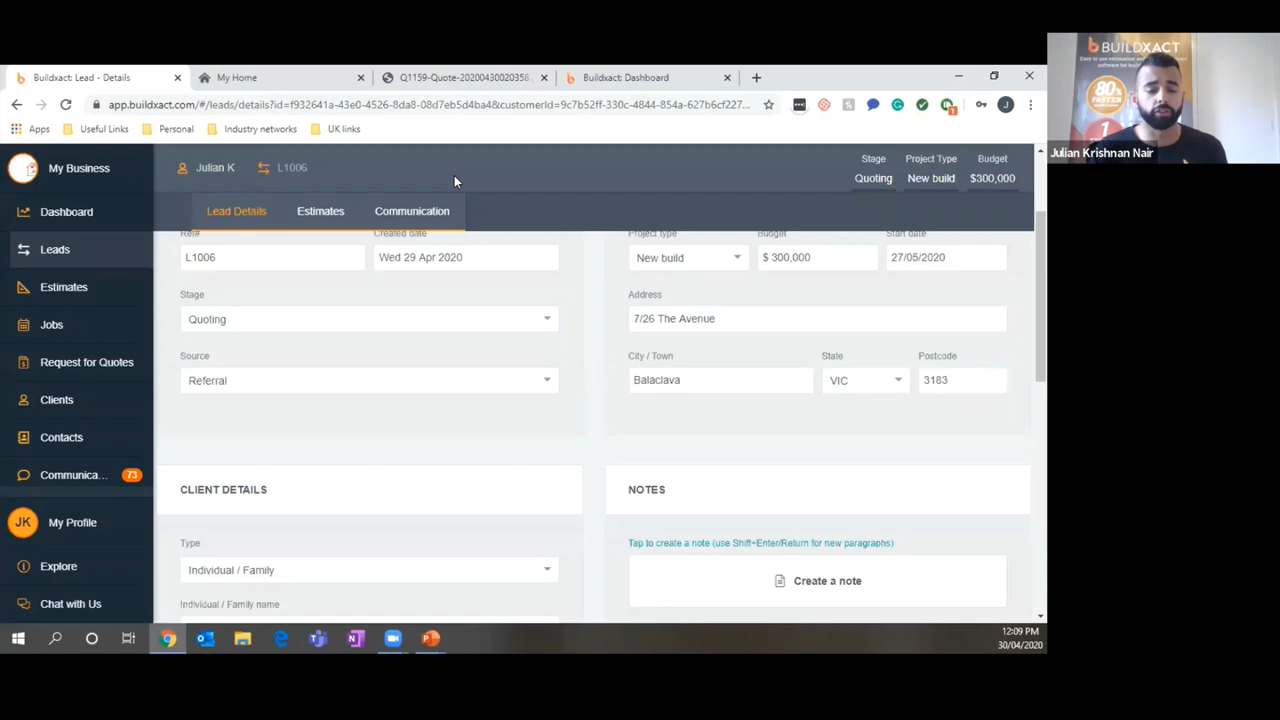 Buildxact: Lead - Details
My Home
Q1159-Quote-20200430020358
Buildxact: Dashboard
app.buildxact.com/#/leads/details?id=f932641a-43e0-4526-8da8-08d7eb5d4ba4&customerId=9c7b52ff-330c-4844-854a-627b6cf227...
J
Apps
Useful Links
Personal
Industry networks
UK links
My Business
Dashboard
Leads
Estimates
Jobs
Request for Quotes
Clients
Contacts
Communica...
73
JK
My Profile
Explore
Chat with Us
Julian K
L1006
Stage
Quoting
Project Type
New build
Budget
$300,000
Lead Details
Estimates
Communication
Ref#
L1006
Created date
Wed 29 Apr 2020
Stage
Quoting
Source
Referral
Project type
New build
Budget
$ 300,000
Start date
27/05/2020
Address
7/26 The Avenue
City / Town
Balaclava
State
VIC
Postcode
3183
CLIENT DETAILS
Type
Individual / Family
Individual / Family name
NOTES
Tap to create a note (use Shift+Enter/Return for new paragraphs)
Create a note
12:09 PM
30/04/2020
BUILDXACT
80%
FASTER
Julian Krishnan Nair